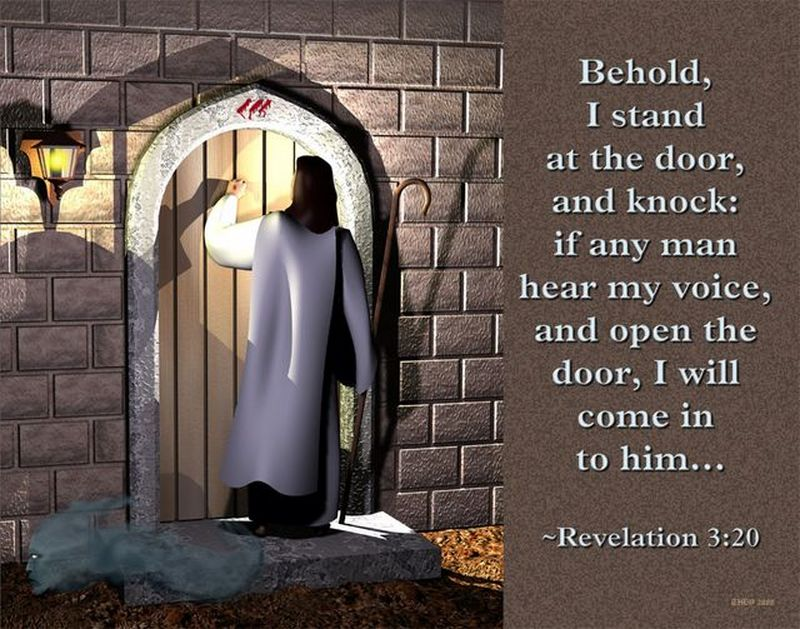 Behold,
I stand
at the door,
and knock:
if any man
hear my voice,
and open the
door, I will
come in
to him...
~Revelation 3:20